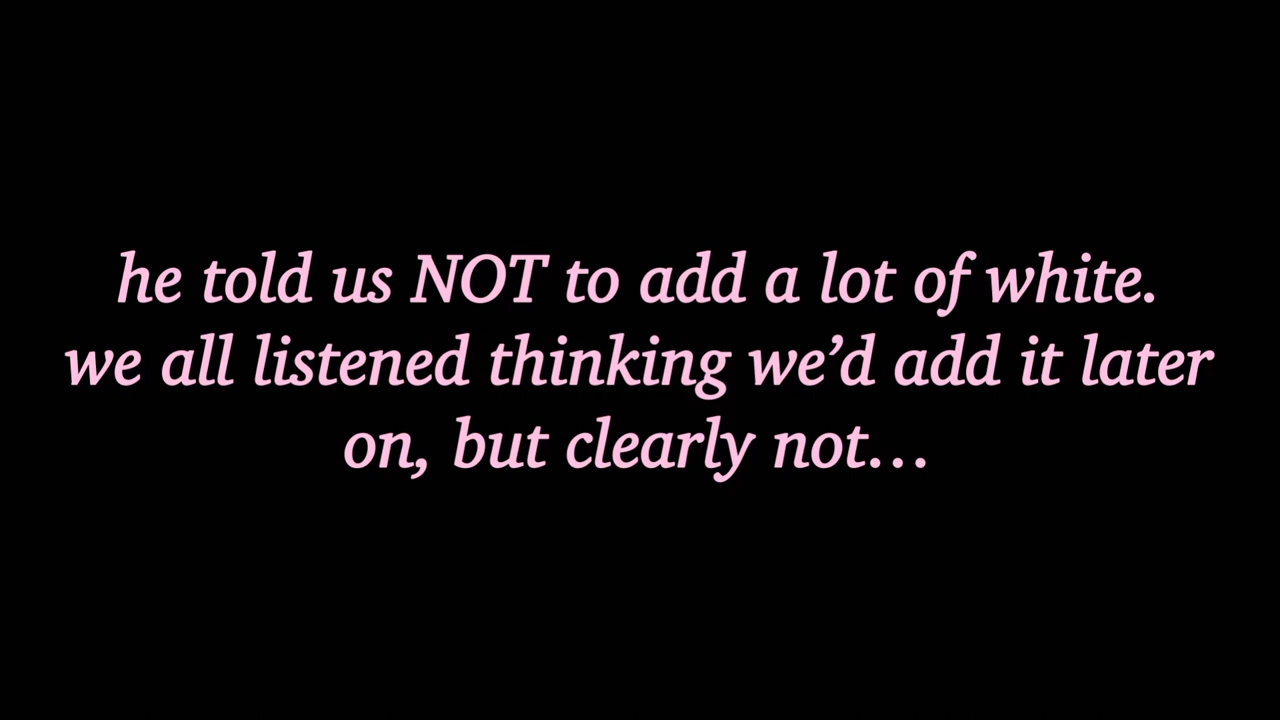 he told us NOT to add a lot of white.
we all listened thinking we’d add it later
on, but clearly not…